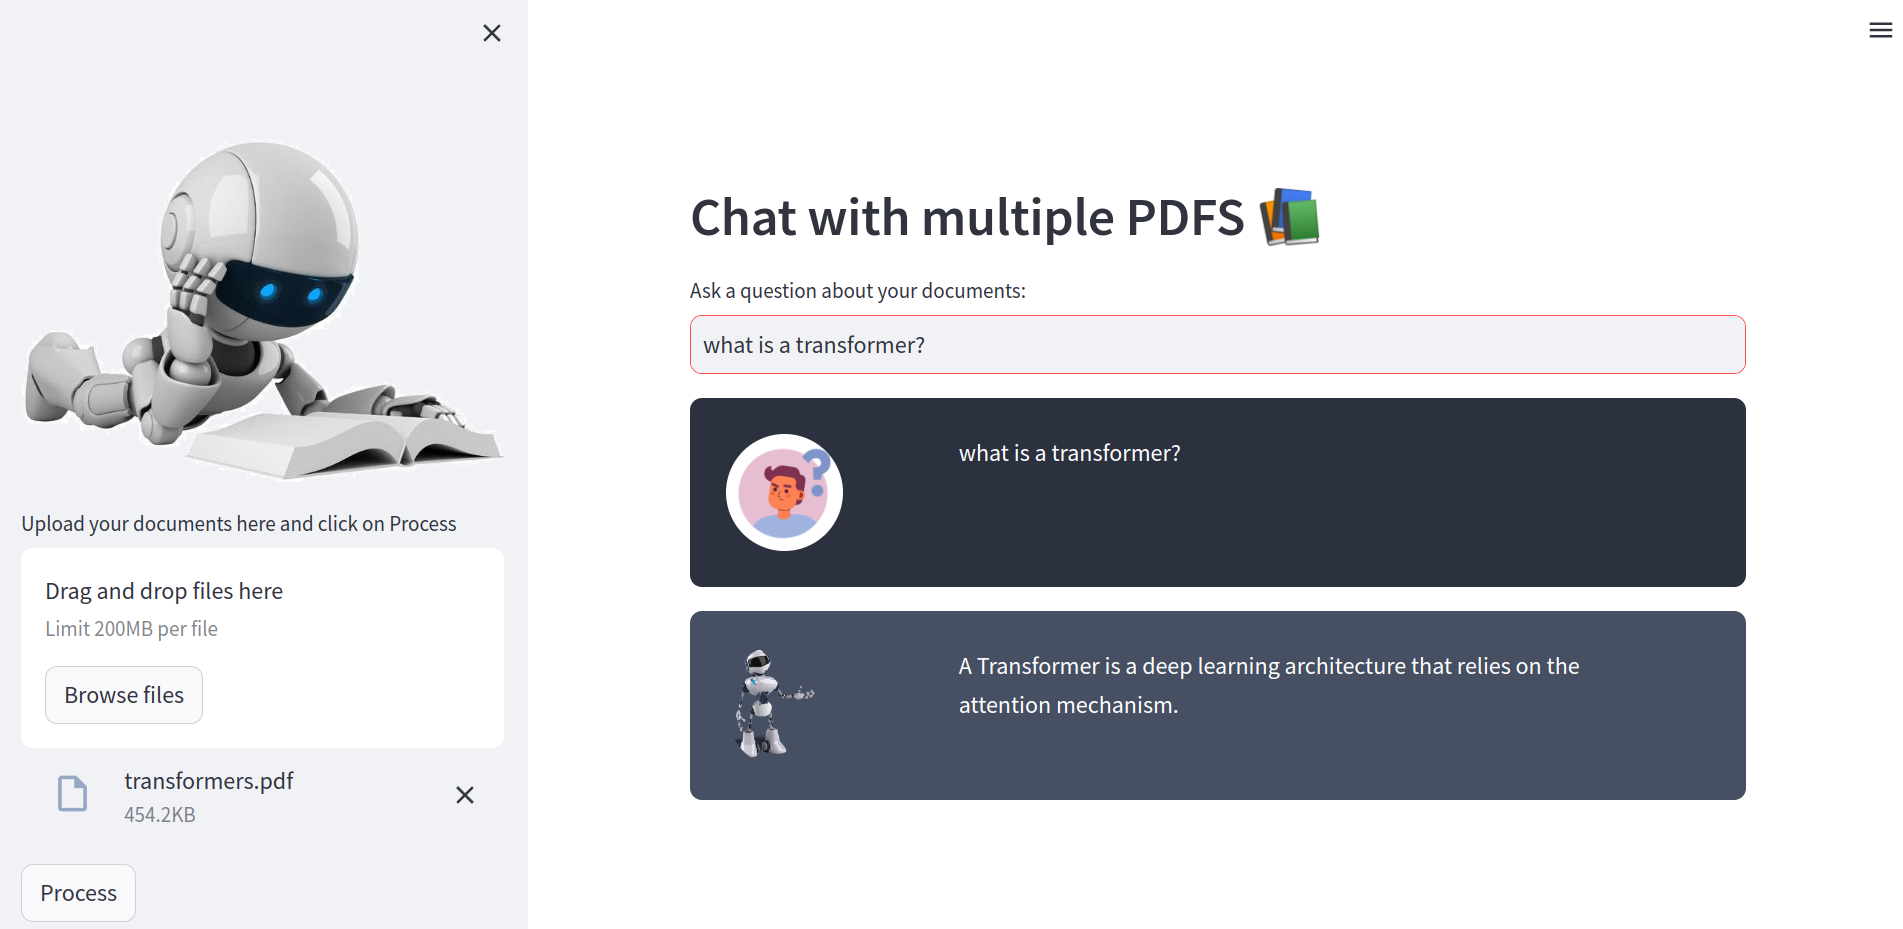 Upload your documents here and click on Process
Drag and drop files here
Limit 200MB per file
Browse files
transformers.pdf
454.2KB
Process
Chat with multiple PDFS
Ask a question about your documents:
what is a transformer?
what is a transformer?
A Transformer is a deep learning architecture that relies on the
attention mechanism.